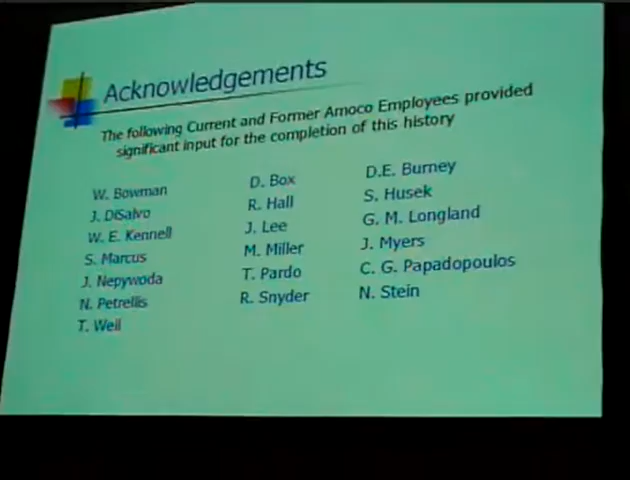 Acknowledgements
The following Current and Former Amoco Employees provided
significant input for the completion of this history
W. Bowman
J. DiSalvo
W. E. Kennell
S. Marcus
J. Nepywoda
N. Petrellis
T. Weil
D. Box
R. Hall
J. Lee
M. Miller
T. Pardo
R. Snyder
D.E. Burney
S. Husek
G. M. Longland
J. Myers
C. G. Papadopoulos
N. Stein